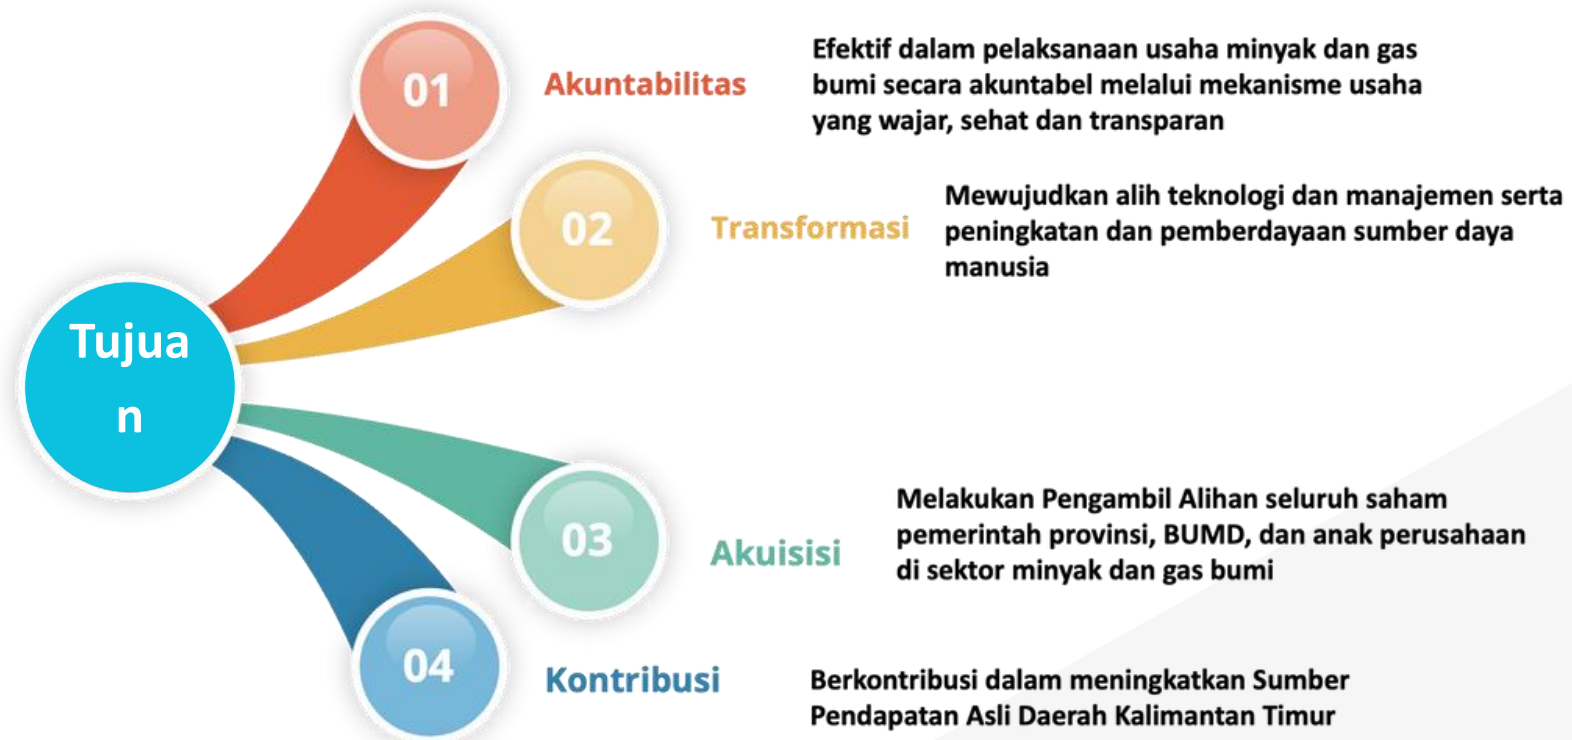 Tujua
n
01
Akuntabilitas
Efektif dalam pelaksanaan usaha minyak dan gas
bumi secara akuntabel melalui mekanisme usaha
yang wajar, sehat dan transparan
02
Transformasi
Mewujudkan alih teknologi dan manajemen serta
peningkatan dan pemberdayaan sumber daya
manusia
03
Akuisisi
Melakukan Pengambil Alihan seluruh saham
pemerintah provinsi, BUMD, dan anak perusahaan
di sektor minyak dan gas bumi
04
Kontribusi
Berkontribusi dalam meningkatkan Sumber
Pendapatan Asli Daerah Kalimantan Timur